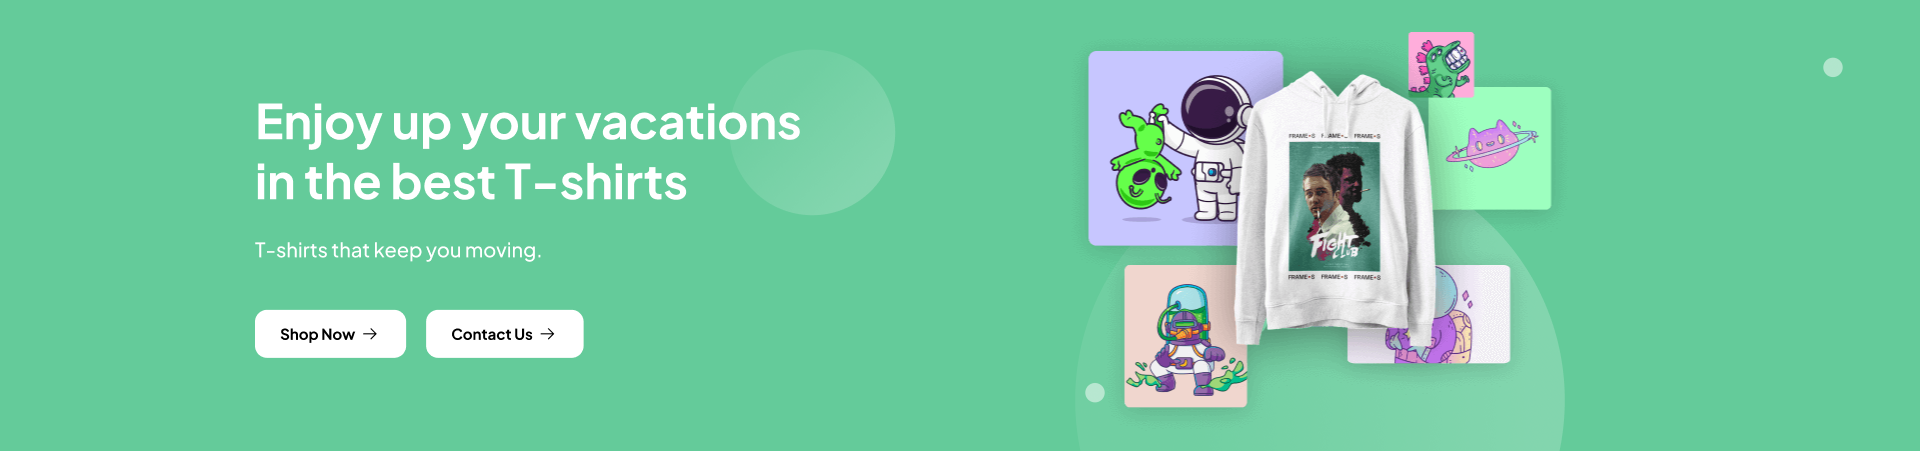 Enjoy up your vacations
in the best T-shirts
T-shirts that keep you moving.
Shop Now →
Contact Us →
FRAME+S FRAME+S FRAME+S
FIGHT
CLUB
FRAME+S FRAME+S FRAME+S